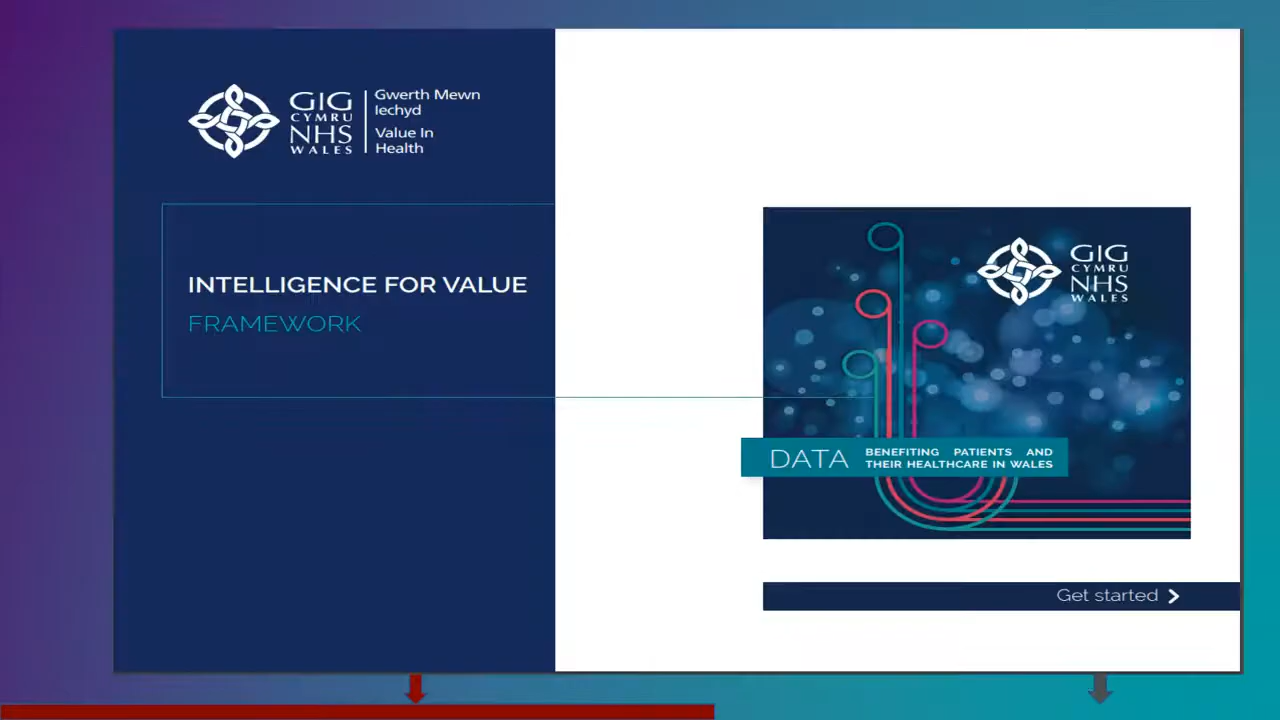 GIG
CYMRU
NHS
WALES
Gwerth Mewn
Iechyd
Value In
Health
INTELLIGENCE FOR VALUE
FRAMEWORK
GIG
CYMRU
NHS
WALES
DATA
BENEFITING PATIENTS AND
THEIR HEALTHCARE IN WALES
Get started